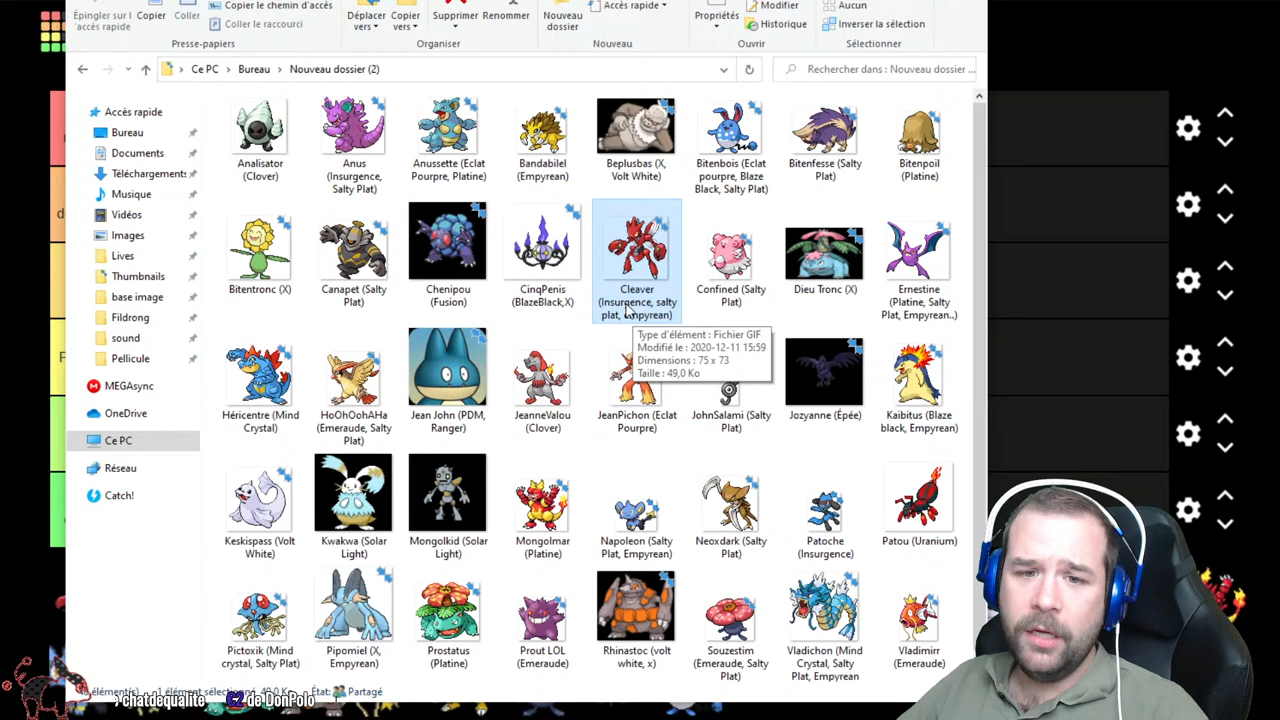 Copier le chemin d'accès
Accès rapide
Modifier
Aucun
Épingler sur l'accès rapide
Copier
Coller
Coller le raccourci
Déplacer vers
Copier vers
Supprimer
Renommer
Nouveau dossier
Propriétés
Historique
Inverser la sélection
Presse-papiers
Organiser
Nouveau
Ouvrir
Sélectionner
Ce PC
Bureau
Nouveau dossier (2)
Rechercher dans : Nouveau dossier ...
Accès rapide
Bureau
Documents
Téléchargements
Musique
Vidéos
Images
Lives
Thumbnails
base image
Fildrong
sound
Pellicule
MEGAsync
OneDrive
Ce PC
Réseau
Catch!
Analisator (Clover)
Anus (Insurgence, Salty Plat)
Anussette (Eclat Pourpre, Platine)
Bandabilel (Empyrean)
Beplusbas (X, Volt White)
Bitenbois (Eclat pourpre, Blaze Black, Salty Plat)
Bitenfesse (Salty Plat)
Bitenpoil (Platine)
Bitentronc (X)
Canapet (Salty Plat)
Chenipou (Fusion)
CinqPenis (BlazeBlack,X)
Cleaver (Insurgence, salty plat, Empyrean)
Confined (Salty Plat)
Dieu Tronc (X)
Ernestine (Platine, Salty Plat, Empyrean..)
Type d'élément : Fichier GIF
Modifié le : 2020-12-11 15:59
Dimensions : 75 x 73
Taille : 49,0 Ko
Héricentre (Mind Crystal)
HoOhOohAHa (Emeraude, Salty Plat)
Jean John (PDM, Ranger)
JeanneValou (Clover)
JeanPichon (Eclat Pourpre)
JohnSalami (Salty Plat)
Jozyanne (Épée)
Kaibitus (Blaze black, Empyrean)
Keskispass (Volt White)
Kwakwa (Solar Light)
Mongolkid (Solar Light)
Mongolmar (Platine)
Napoleon (Salty Plat, Empyrean)
Neoxdark (Salty Plat)
Patoche (Insurgence)
Patou (Uranium)
Pictoxik (Mind crystal, Salty Plat)
Pipomiel (X, Empyrean)
Prostatus (Platine)
Prout LOL (Emeraude)
Rhinastoc (volt white, x)
Souzestim (Emeraude, Salty Plat)
Vladichon (Mind Crystal, Salty Plat, Empyrean
Vladimirr (Emeraude)
1 élément sélectionné 49,0 Ko
État : Partagé
chatdequalite
de DohPolo